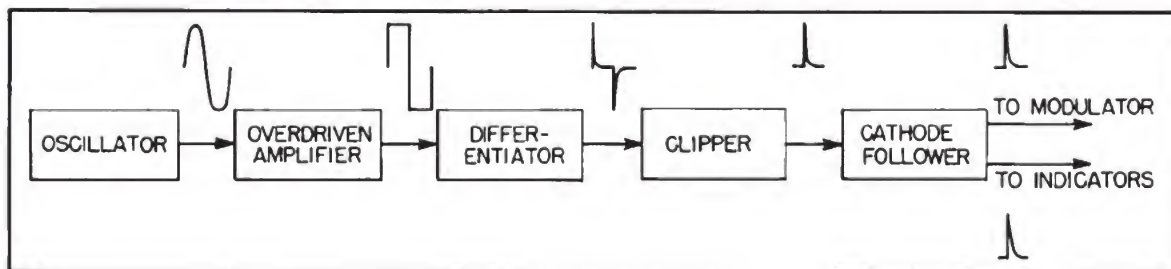 OSCILLATOR
OVERDRIVEN
AMPLIFIER
DIFFER-
ENTIATOR
CLIPPER
CATHODE
FOLLOWER
TO MODULATOR
TO INDICATORS